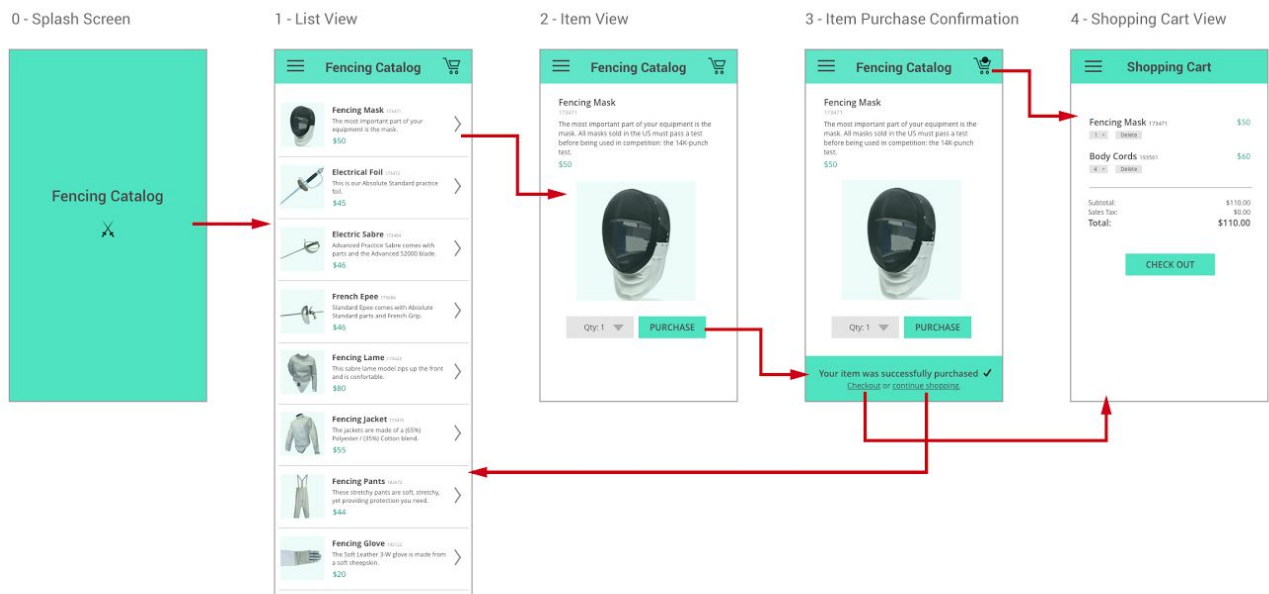 0 - Splash Screen
Fencing Catalog
1 - List View
Fencing Catalog
Fencing Mask 173471
The most important part of your
equipment is the mask.
$50
Electrical Foil 173472
This is our Absolute Standard practice
foil.
$45
Electric Sabre
Advanced Practice Sabre comes with
parts and the Advanced S2000 blade.
$46
French Epee
Standard Epee comes with Absolute
Standard parts and French Grip.
$46
Fencing Lame
This sabre lame model zips up the front
and is confortable.
$80
Fencing Jacket
The jackets are made of a (65%)
Polyester / (35%) Cotton blend.
$55
Fencing Pants
These stretchy pants are soft, stretchy,
yet providing protection you need.
$44
Fencing Glove
The Soft Leather 3-W glove is made from
a soft sheepskin.
$20
2 - Item View
Fencing Catalog
Fencing Mask
173471
The most important part of your equipment is the
mask. All masks sold in the US must pass a test
before being used in competition: the 14K-punch
test.
$50
Qty: 1
PURCHASE
3 - Item Purchase Confirmation
Fencing Catalog
Fencing Mask
173471
The most important part of your equipment is the
mask. All masks sold in the US must pass a test
before being used in competition: the 14K-punch
test.
$50
Qty: 1
PURCHASE
Your item was successfully purchased
Checkout or continue shopping.
4 - Shopping Cart View
Shopping Cart
Fencing Mask 173471 $50
1 Delete
Body Cords 193561 $60
4 Delete
Subtotal: $110.00
Sales Tax: $0.00
Total: $110.00
CHECK OUT